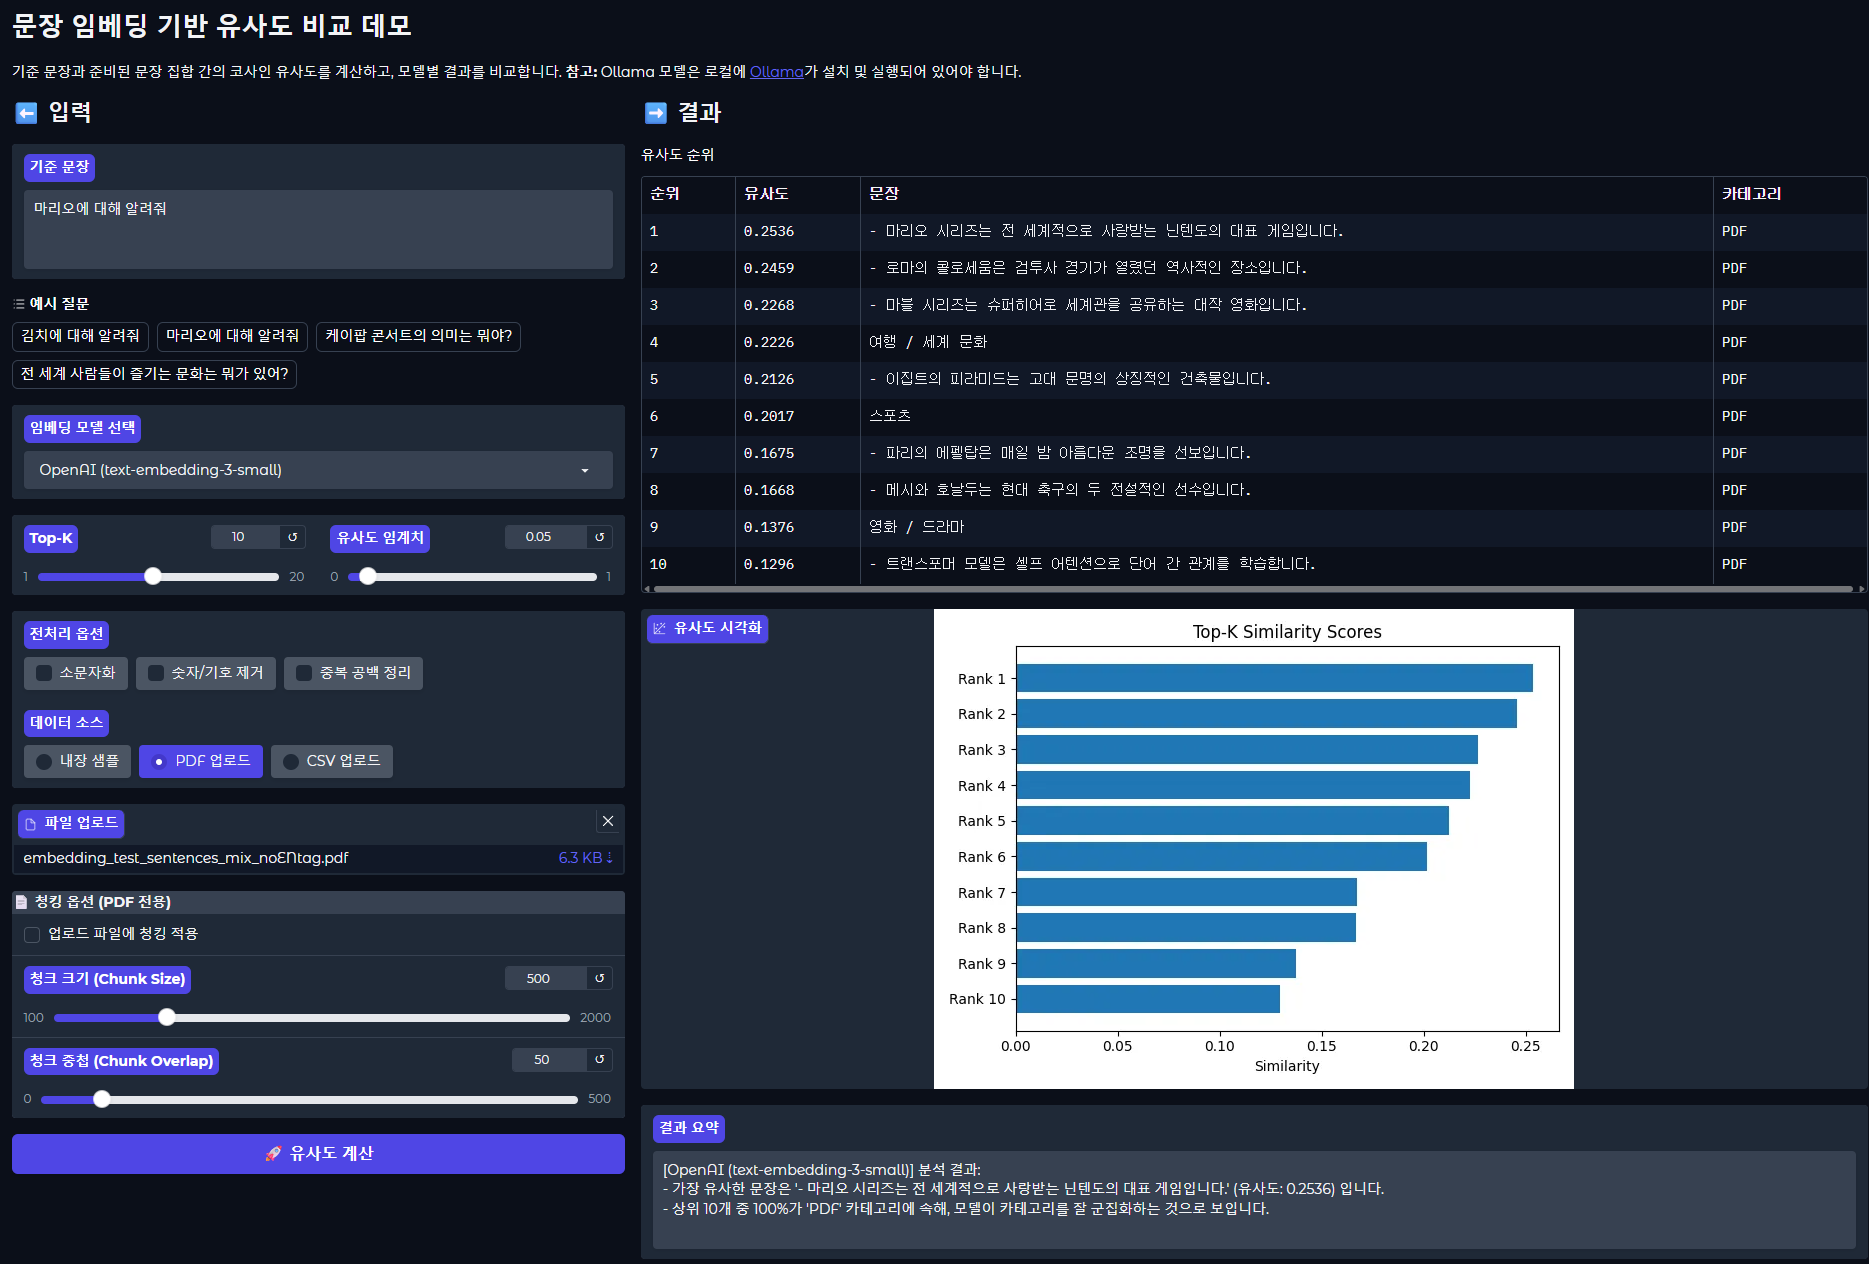 문장 임베딩 기반 유사도 비교 데모
기준 문장과 준비된 문장 집합 간의 코사인 유사도를 계산하고, 모델별 결과를 비교합니다. 참고: Ollama 모델은 로컬에 Ollama가 설치 및 실행되어 있어야 합니다.
입력
기준 문장
마리오에 대해 알려줘
예시 질문
김치에 대해 알려줘 마리오에 대해 알려줘 케이팝 콘서트의 의미는 뭐야?
전 세계 사람들이 즐기는 문화는 뭐가 있어?
임베딩 모델 선택
OpenAI (text-embedding-3-small)
Top-K 10 ↺ 유사도 임계치 0.05 ↺
1 20 0 1
전처리 옵션
소문자화 숫자/기호 제거 중복 공백 정리
데이터 소스
내장 샘플 PDF 업로드 CSV 업로드
파일 업로드
embedding_test_sentences_mix_noENtag.pdf 6.3 KB ⇣
청킹 옵션 (PDF 전용)
업로드 파일에 청킹 적용
청크 크기 (Chunk Size) 500 ↺
100 2000
청크 중첩 (Chunk Overlap) 50 ↺
0 500
유사도 계산
결과
유사도 순위
순위 유사도 문장 카테고리
1 0.2536 - 마리오 시리즈는 전 세계적으로 사랑받는 닌텐도의 대표 게임입니다. PDF
2 0.2459 - 로마의 콜로세움은 검투사 경기가 열렸던 역사적인 장소입니다. PDF
3 0.2268 - 마블 시리즈는 슈퍼히어로 세계관을 공유하는 대작 영화입니다. PDF
4 0.2226 여행 / 세계 문화 PDF
5 0.2126 - 이집트의 피라미드는 고대 문명의 상징적인 건축물입니다. PDF
6 0.2017 스포츠 PDF
7 0.1675 - 파리의 에펠탑은 매일 밤 아름다운 조명을 선보입니다. PDF
8 0.1668 - 메시와 호날두는 현대 축구의 두 전설적인 선수입니다. PDF
9 0.1376 영화 / 드라마 PDF
10 0.1296 - 트랜스포머 모델은 셀프 어텐션으로 단어 간 관계를 학습합니다. PDF
유사도 시각화
Top-K Similarity Scores
Rank 1
Rank 2
Rank 3
Rank 4
Rank 5
Rank 6
Rank 7
Rank 8
Rank 9
Rank 10
0.00 0.05 0.10 0.15 0.20 0.25
Similarity
결과 요약
[OpenAI (text-embedding-3-small)] 분석 결과:
- 가장 유사한 문장은 '- 마리오 시리즈는 전 세계적으로 사랑받는 닌텐도의 대표 게임입니다.' (유사도: 0.2536) 입니다.
- 상위 10개 중 100%가 'PDF' 카테고리에 속해, 모델이 카테고리를 잘 군집화하는 것으로 보입니다.